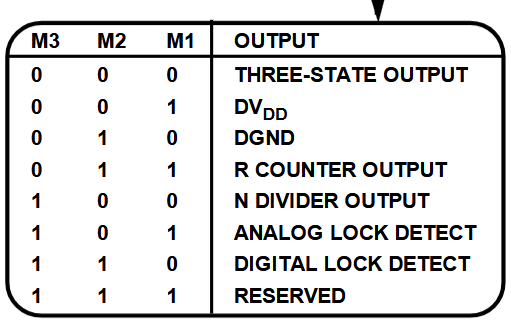 M3 M2 M1 OUTPUT
0 0 0 THREE-STATE OUTPUT
0 0 1 DVDD
0 1 0 DGND
0 1 1 R COUNTER OUTPUT
1 0 0 N DIVIDER OUTPUT
1 0 1 ANALOG LOCK DETECT
1 1 0 DIGITAL LOCK DETECT
1 1 1 RESERVED